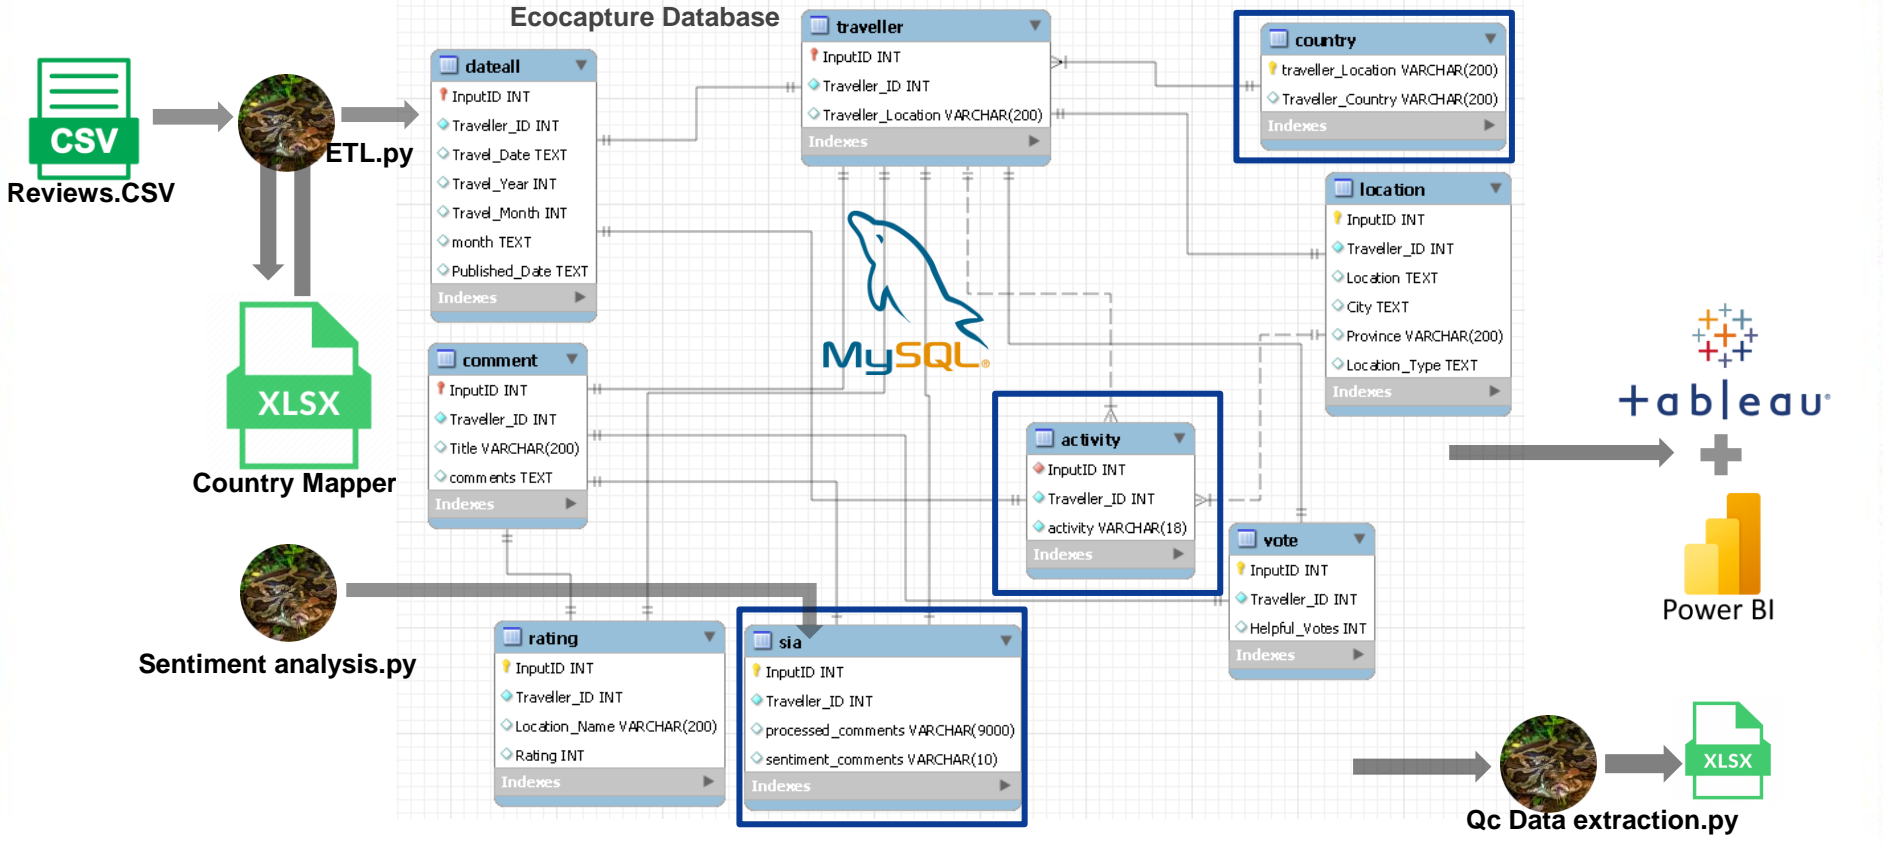 Ecocapture Database
CSV
Reviews.CSV
ETL.py
XLSX
Country Mapper
Sentiment analysis.py
dateall
InputID INT
Traveller_ID INT
Travel_Date TEXT
Travel_Year INT
Travel_Month INT
month TEXT
Published_Date TEXT
Indexes
comment
InputID INT
Traveller_ID INT
Title VARCHAR(200)
comments TEXT
Indexes
traveller
InputID INT
Traveller_ID INT
Traveller_Location VARCHAR(200)
Indexes
MySQL®
country
traveller_Location VARCHAR(200)
Traveller_Country VARCHAR(200)
Indexes
location
InputID INT
Traveller_ID INT
Location TEXT
City TEXT
Province VARCHAR(200)
Location_Type TEXT
Indexes
activity
InputID INT
Traveller_ID INT
activity VARCHAR(18)
Indexes
vote
InputID INT
Traveller_ID INT
Helpful_Votes INT
Indexes
rating
InputID INT
Traveller_ID INT
Location_Name VARCHAR(200)
Rating INT
Indexes
sia
InputID INT
Traveller_ID INT
processed_comments VARCHAR(9000)
sentiment_comments VARCHAR(10)
Indexes
+ableau®
Power BI
XLSX
Qc Data extraction.py